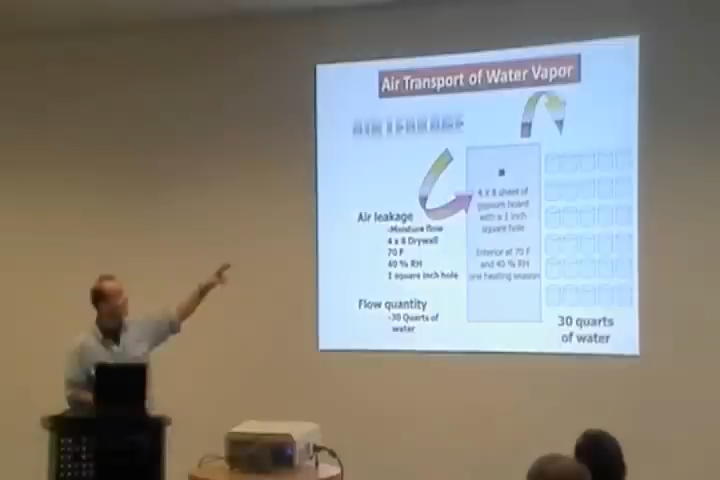 Air Transport of Water Vapor
AIR LEAKAGE
Air leakage
-Moisture flow
4 x 8 Drywall
70 F
40 % RH
1 square inch hole
Flow quantity
-30 Quarts of
water
4 X 8 sheet of
gypsum board
with a 1 inch
square hole
Interior at 70 F
and 40 % RH
one heating season
30 quarts
of water